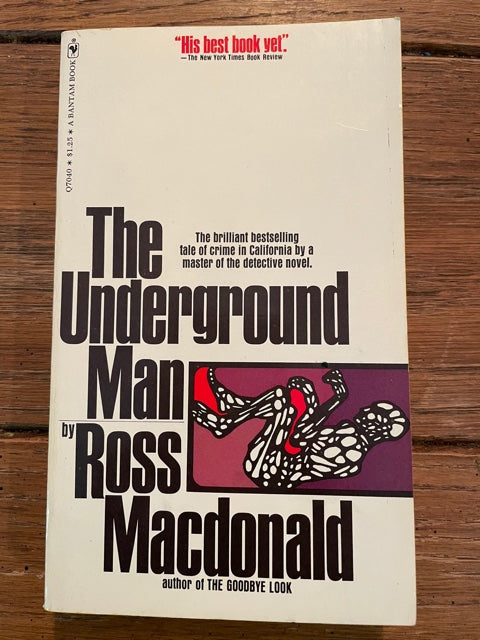 "His best book yet."
—The New York Times Book Review
Q7040 * $1.25 * A BANTAM BOOK
The
Underground
Man
The brilliant bestselling
tale of crime in California by a
master of the detective novel.
by
Ross
Macdonald
author of THE GOODBYE LOOK